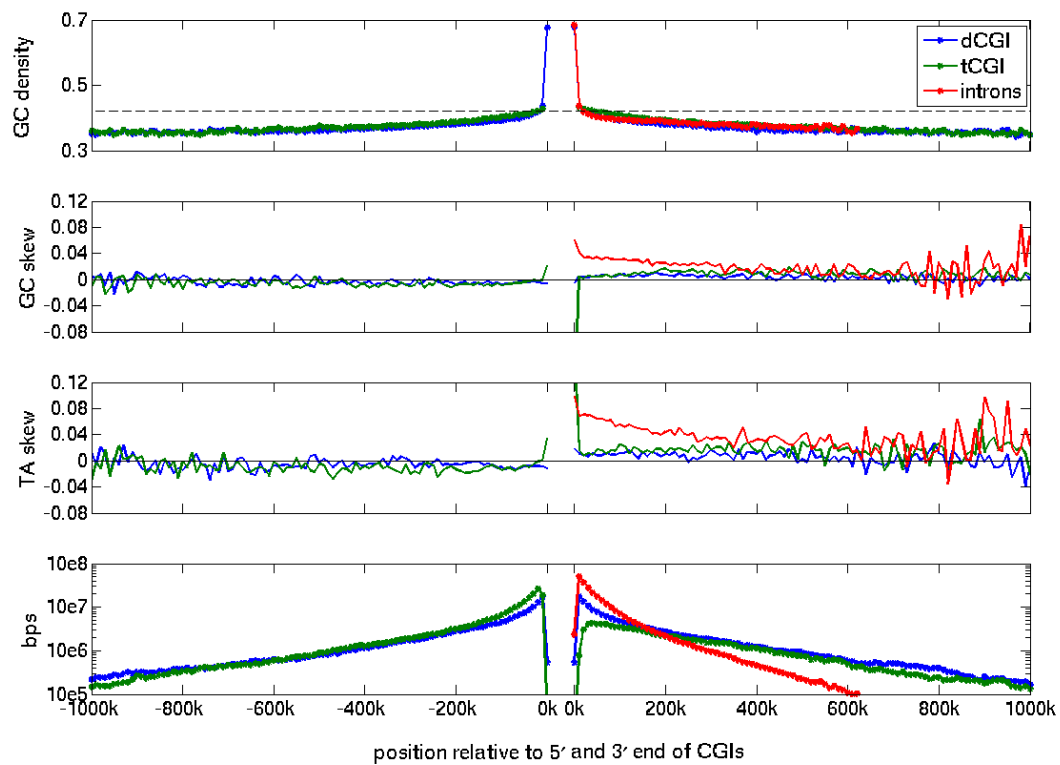 0.7
0.5
0.3
GC density
dCGI
tCGI
introns
0.12
0.08
0.04
0
-0.04
-0.08
GC skew
0.12
0.08
0.04
0
-0.04
-0.08
TA skew
10e8
10e7
10e6
10e5
bps
-1000k -800k -600k -400k -200k 0k 0k 200k 400k 600k 800k 1000k
position relative to 5′ and 3′ end of CGIs